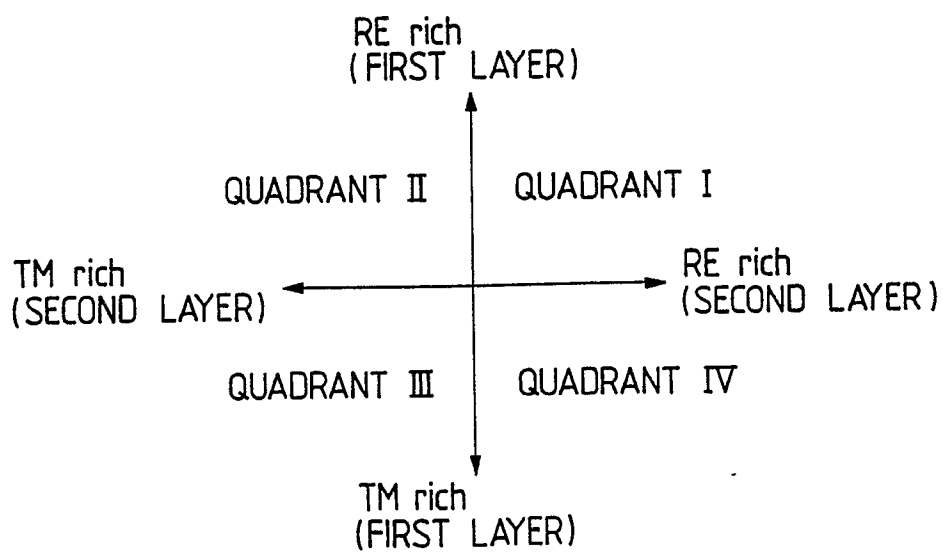 RE rich
(FIRST LAYER)
QUADRANT II
QUADRANT I
TM rich
(SECOND LAYER)
RE rich
(SECOND LAYER)
QUADRANT III
QUADRANT IV
TM rich
(FIRST LAYER)